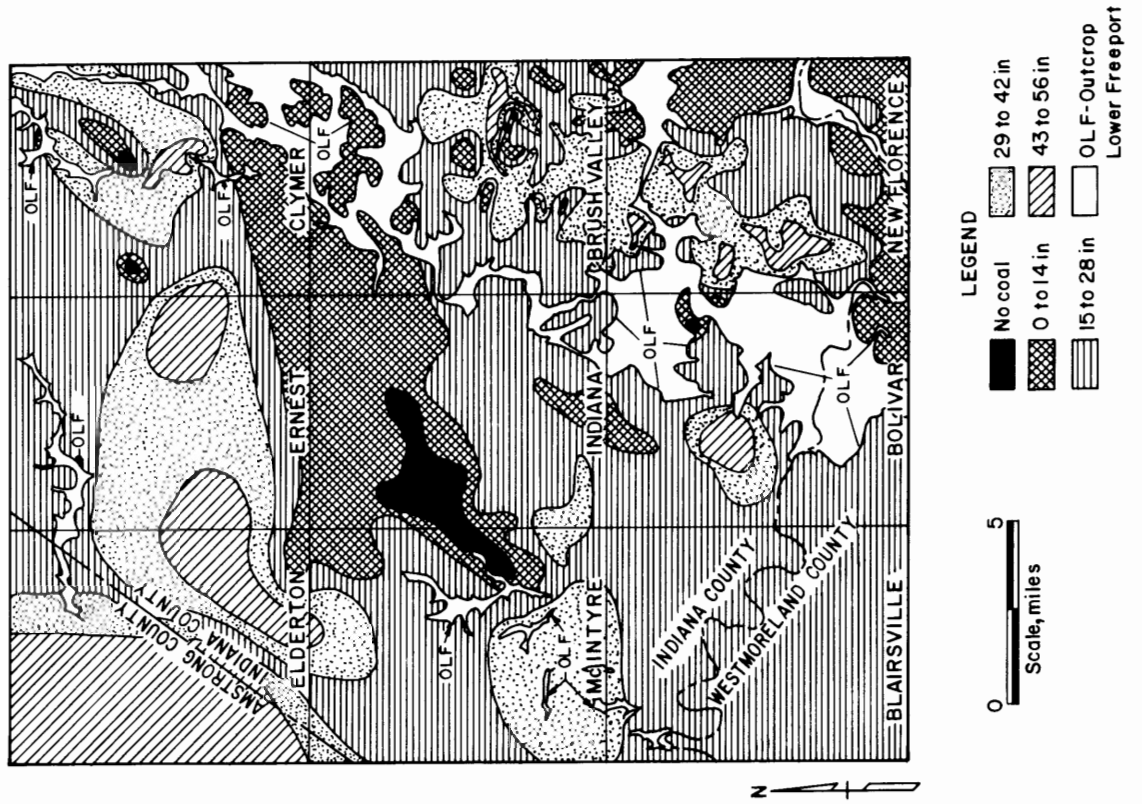 OLF
OLF
OLF
AMSTRONG COUNTY
INDIANA COUNTY
ELDERTON
ERNEST
CLYMER
OLF
OLF
OLF
McINTYRE
INDIANA
BRUSH VALLEY
OLF
INDIANA COUNTY
WESTMORELAND COUNTY
OLF
BLAIRSVILLE
BOLIVAR
NEW FLORENCE
N
0 5
Scale, miles
LEGEND
No coal
0 to 14 in
15 to 28 in
29 to 42 in
43 to 56 in
OLF-Outcrop
Lower Freeport